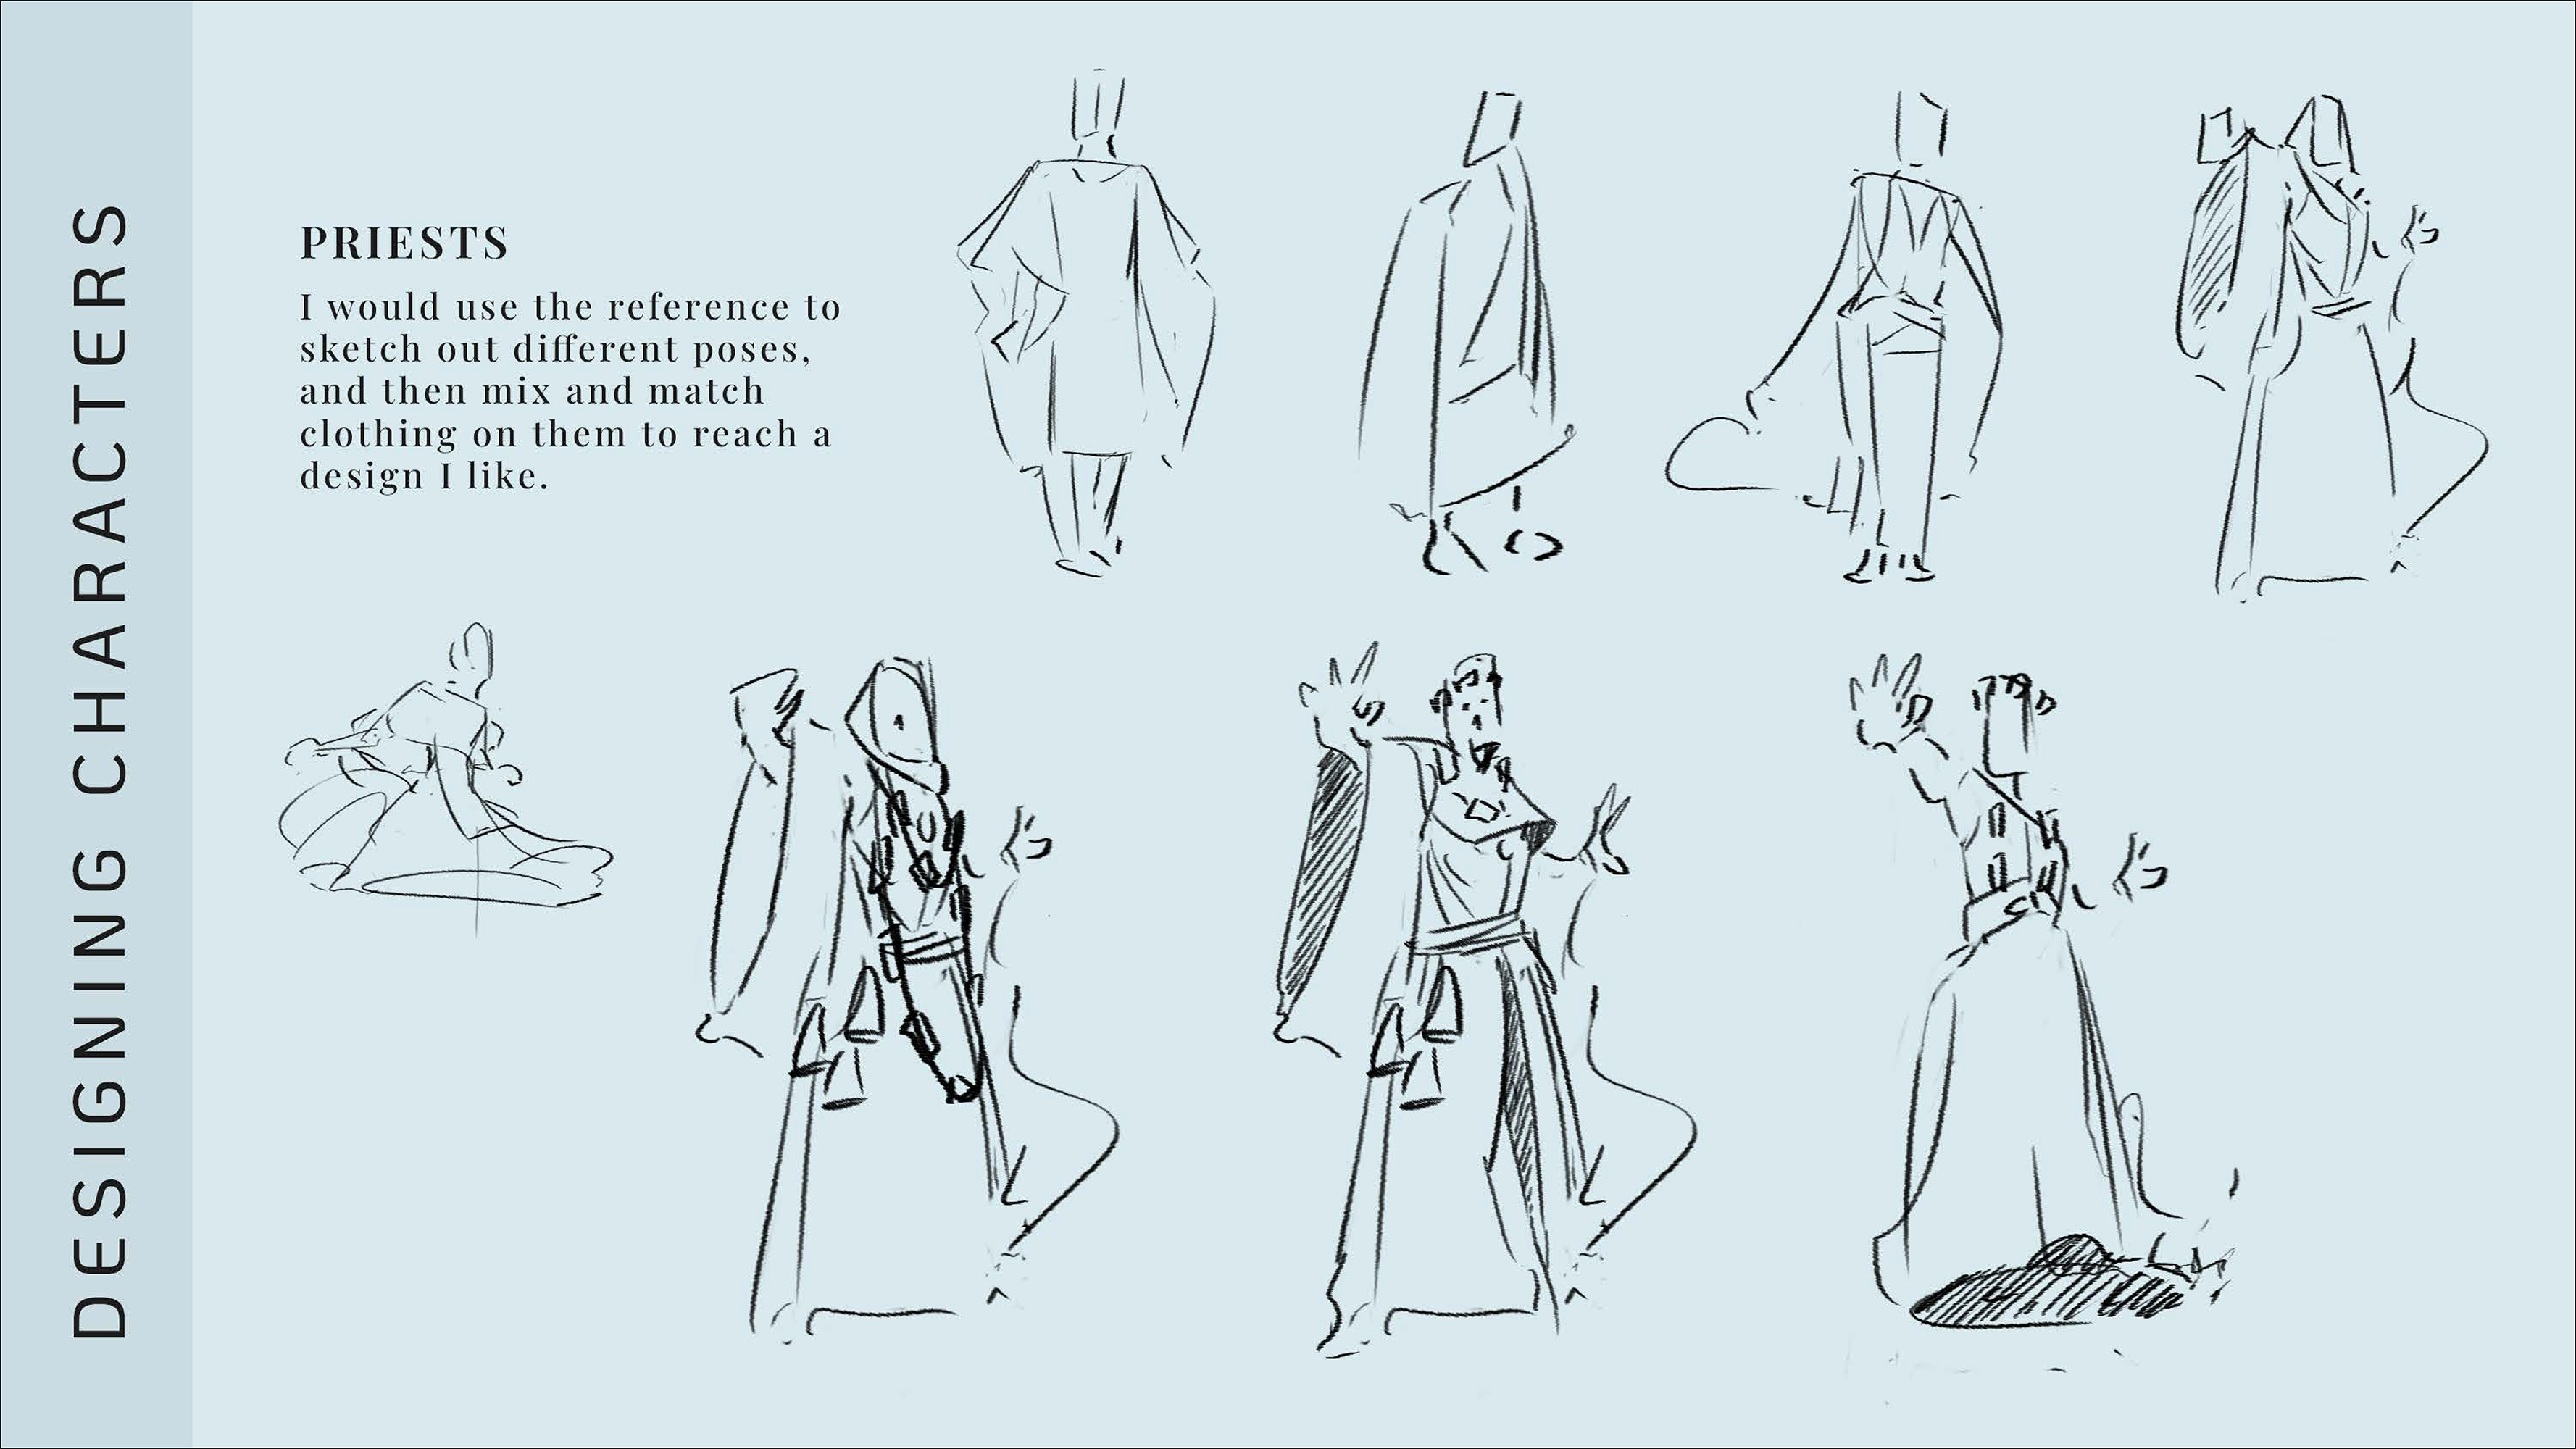 DESIGNING CHARACTERS
PRIESTS
I would use the reference to
sketch out different poses,
and then mix and match
clothing on them to reach a
design I like.